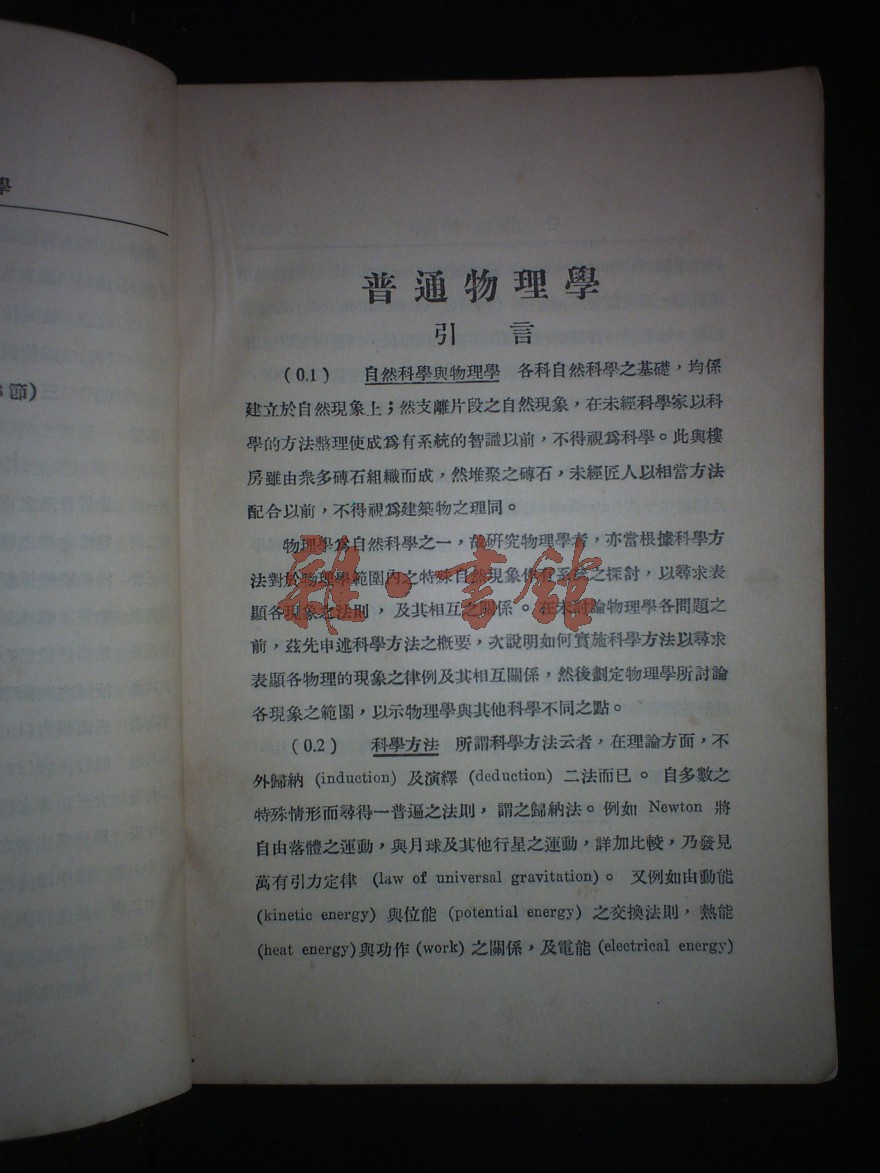 學
節)
普通物理學
引言
(0.1) 自然科學與物理學 各科自然科學之基礎,均係
建立於自然現象上;然支離片段之自然現象,在未經科學家以科
學的方法整理使成爲有系統的智識以前,不得視爲科學。此與樓
房雖由衆多磚石組織而成,然堆聚之磚石,未經匠人以相當方法
配合以前,不得視爲建築物之理同。
物理學爲自然科學之一,故研究物理學者,亦當根據科學方
法對於物理學範圍內之特殊自然現象作有系統之探討,以尋求表
顯各現象之法則,及其相互之關係。在未討論物理學各問題之
前,茲先申述科學方法之概要,次說明如何實施科學方法以尋求
表顯各物理的現象之律例及其相互關係,然後劃定物理學所討論
各現象之範圍,以示物理學與其他科學不同之點。
(0.2) 科學方法 所謂科學方法云者,在理論方面,不
外歸納 (induction) 及演繹 (deduction) 二法而已。自多數之
特殊情形而尋得一普遍之法則,謂之歸納法。例如 Newton 將
自由落體之運動,與月球及其他行星之運動,詳加比較,乃發見
萬有引力定律 (law of universal gravitation)。又例如由動能
(kinetic energy) 與位能 (potential energy) 之交換法則,熱能
(heat energy)與功作 (work) 之關係,及電能 (electrical energy)
雜·書館